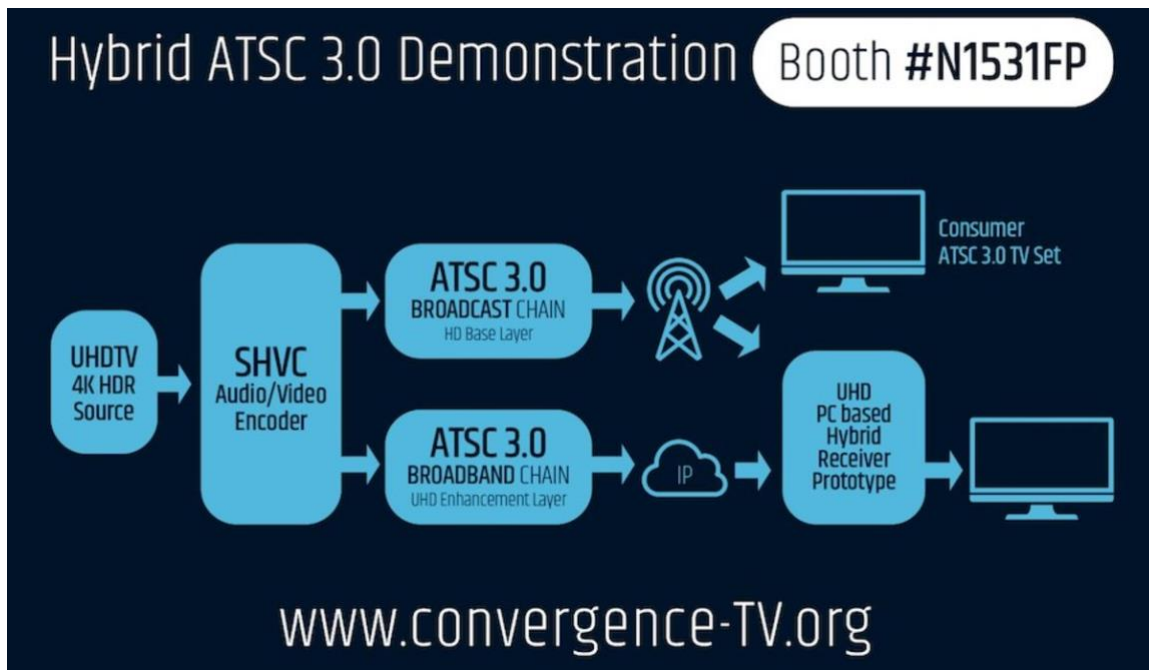 Hybrid ATSC 3.0 Demonstration Booth #N1531FP
Consumer
ATSC 3.0 TV Set
ATSC 3.0
BROADCAST CHAIN
HD Base Layer
UHDTV
4K HDR
Source
SHVC
Audio/Video
Encoder
ATSC 3.0
BROADBAND CHAIN
UHD Enhancement Layer
IP
UHD
PC based
Hybrid
Receiver
Prototype
www.convergence-TV.org